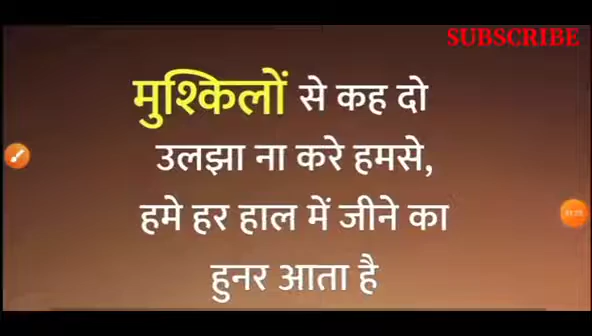 SUBSCRIBE
मुश्किलों से कह दो
उलझा ना करे हमसे,
हमे हर हाल में जीने का
हुनर आता है